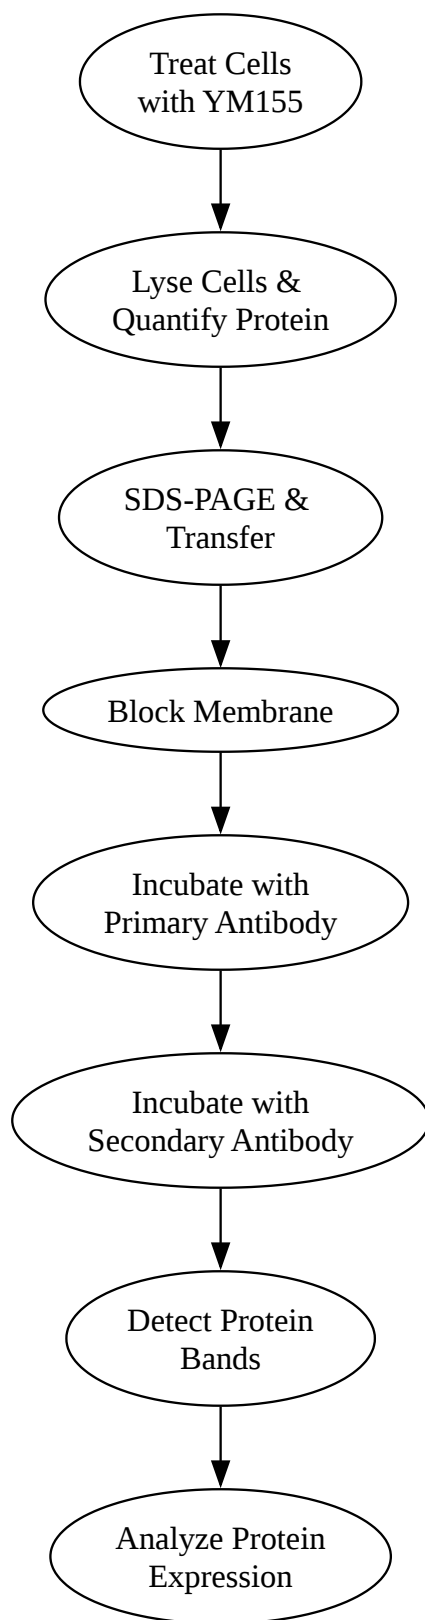 Treat Cells
with YM155
Lyse Cells &
Quantify Protein
SDS-PAGE &
Transfer
Block Membrane
Incubate with
Primary Antibody
Incubate with
Secondary Antibody
Detect Protein
Bands
Analyze Protein
Expression